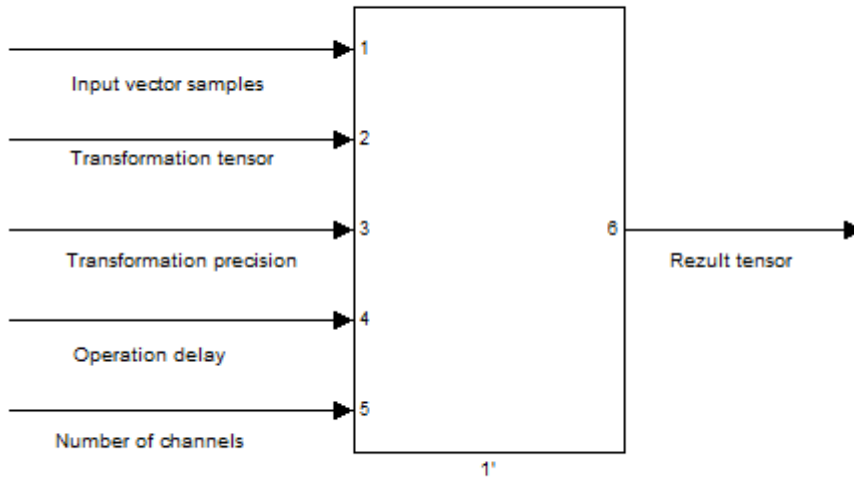 1
Input vector samples
2
Transformation tensor
3
6
Transformation precision
Rezult tensor
4
Operation delay
5
Number of channels
1"